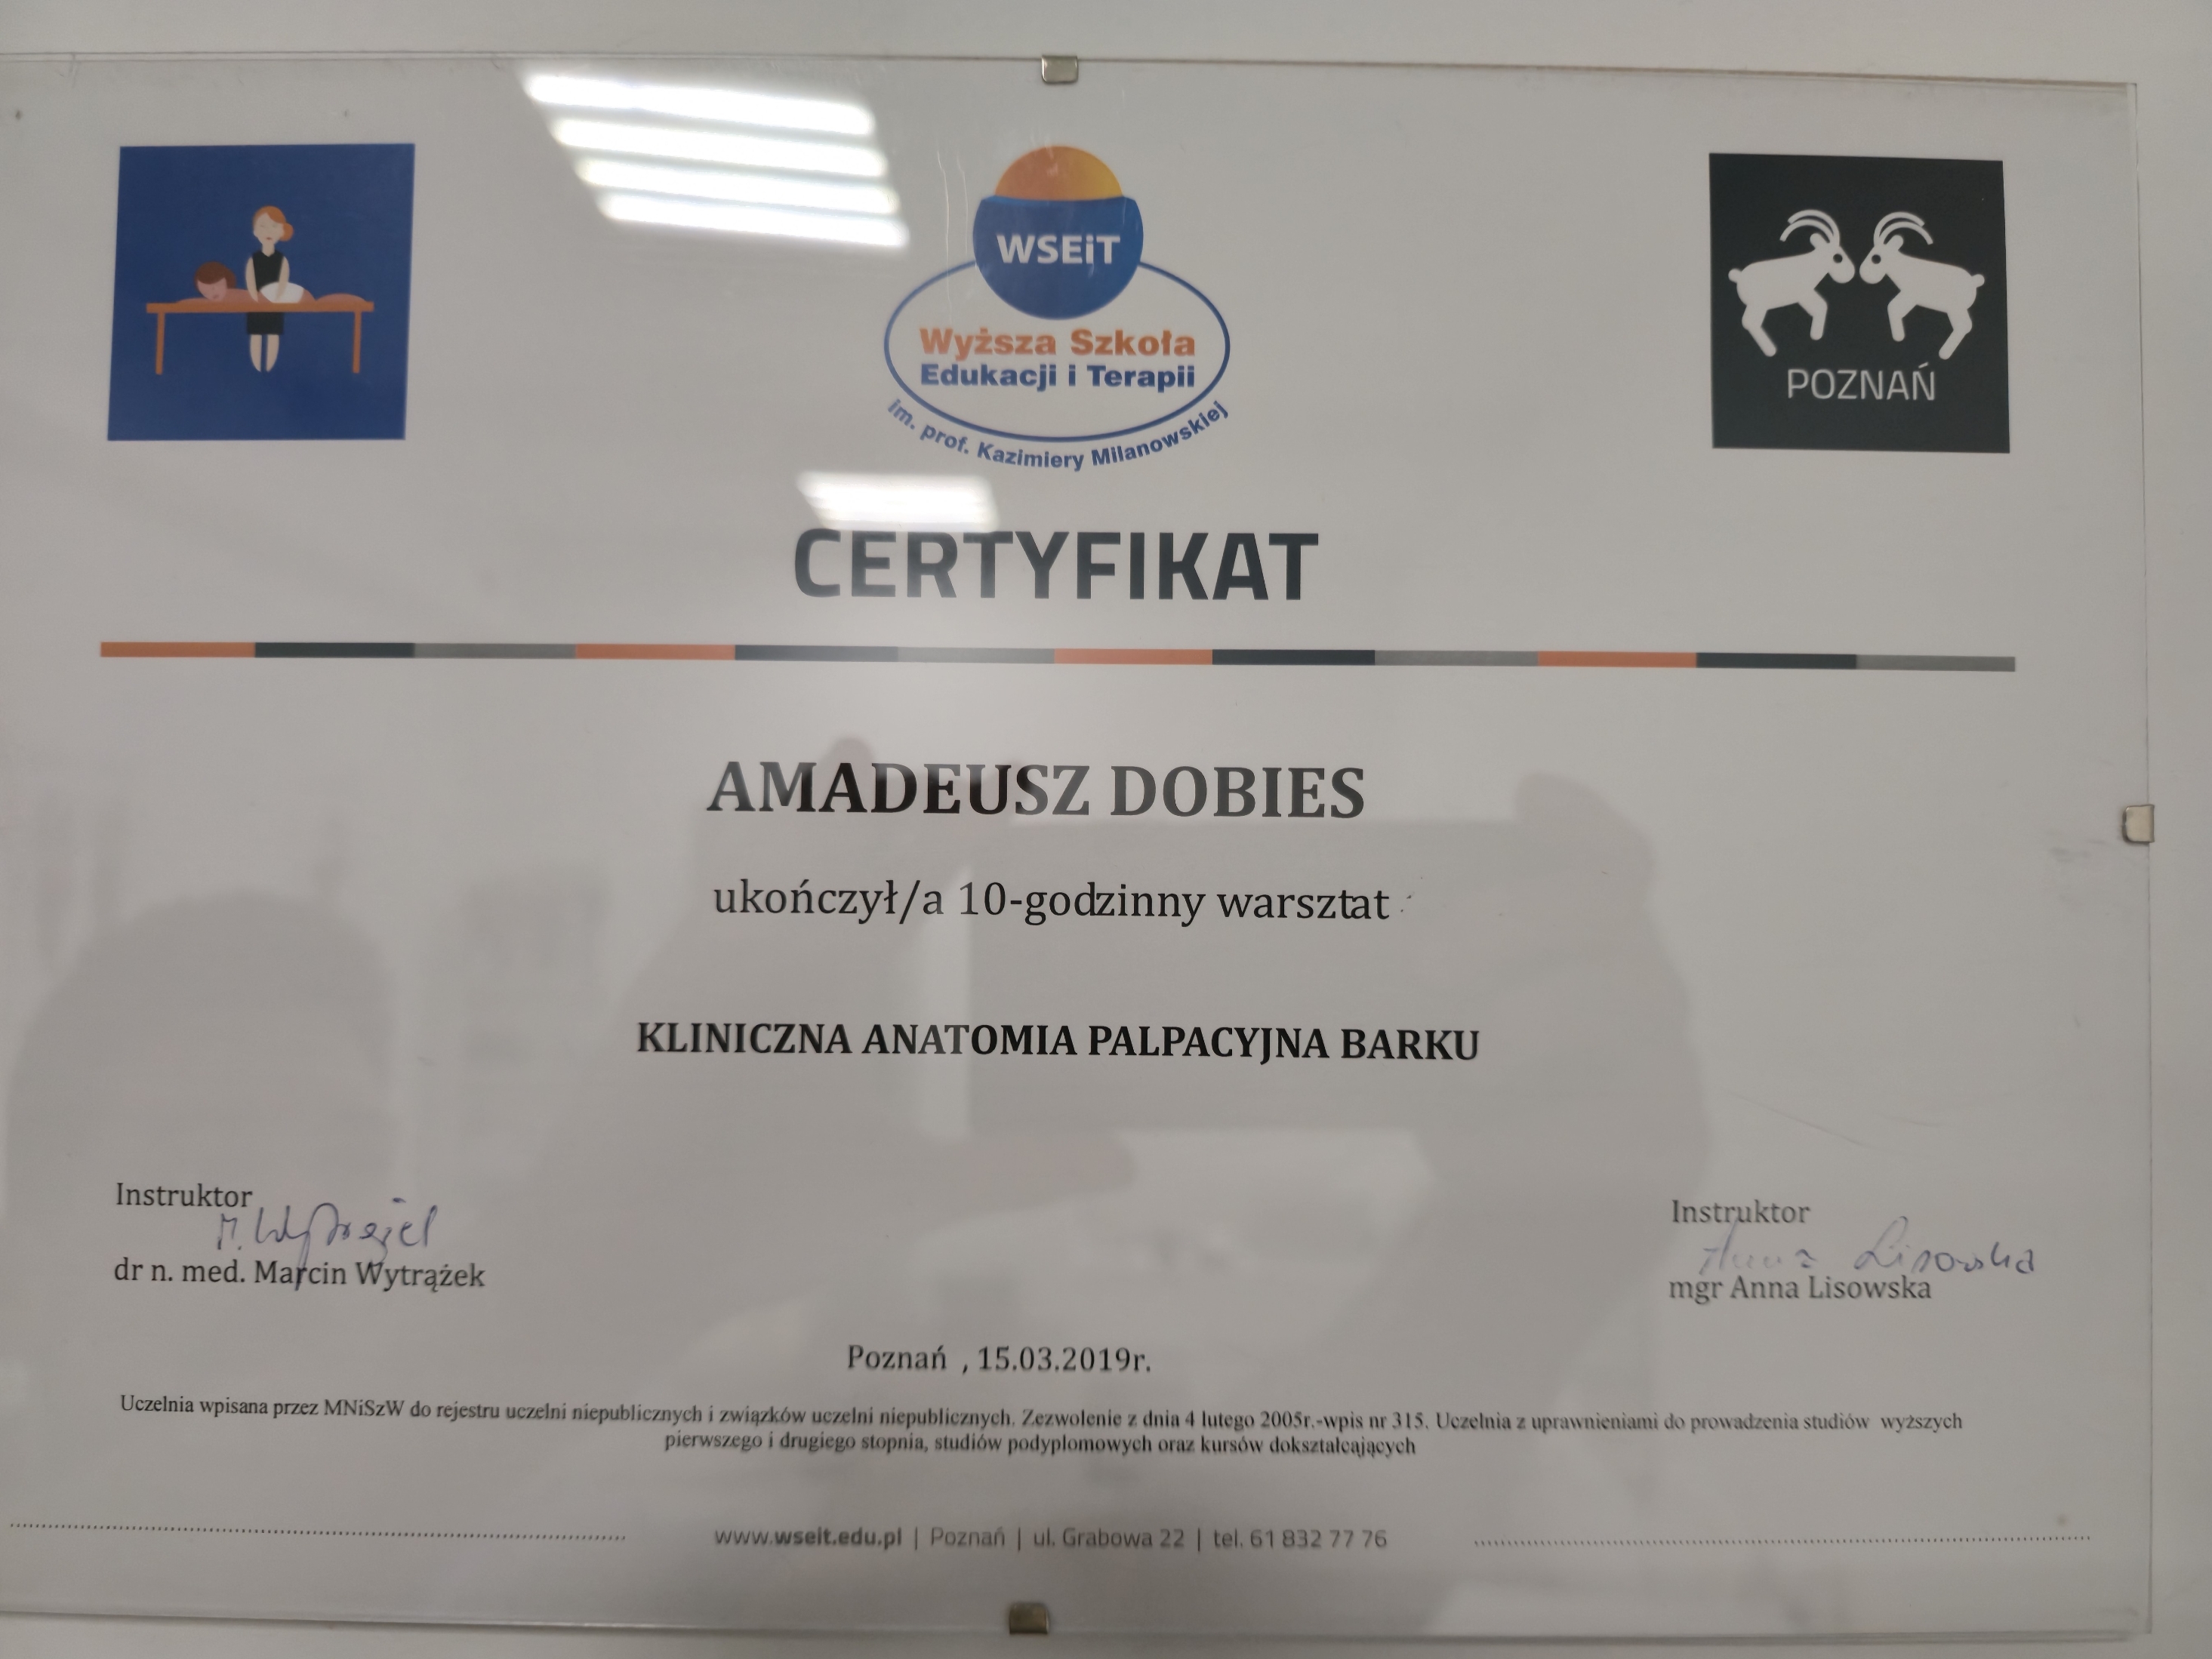 WSEiT
Wyższa Szkoła
Edukacji i Terapii
im. prof. Kazimiery Milanowskiej
POZNAŃ
CERTYFIKAT
AMADEUSZ DOBIES
ukończył/a 10-godzinny warsztat
KLINICZNA ANATOMIA PALPACYJNA BARKU
Instruktor
M. Wytrążek
dr n. med. Marcin Wytrążek
Instruktor
Anna Lisowska
mgr Anna Lisowska
Poznań , 15.03.2019r.
Uczelnia wpisana przez MNiSzW do rejestru uczelni niepublicznych i związków uczelni niepublicznych. Zezwolenie z dnia 4 lutego 2005r.-wpis nr 315. Uczelnia z uprawnieniami do prowadzenia studiów wyższych
pierwszego i drugiego stopnia, studiów podyplomowych oraz kursów dokształcających
www.wseit.edu.pl | Poznań | ul. Grabowa 22 | tel. 61 832 77 76